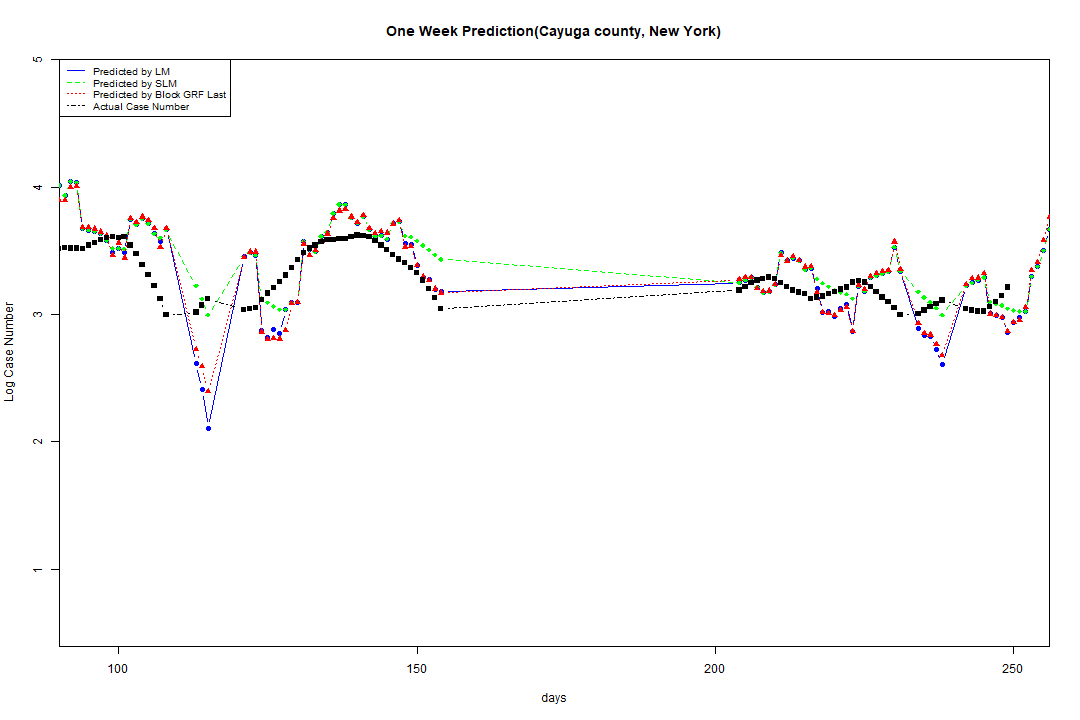 One Week Prediction(Cayuga county, New York)
Predicted by LM
Predicted by SLM
Predicted by Block GRF Last
Actual Case Number
5
4
3
2
1
Log Case Number
100 150 200 250
days